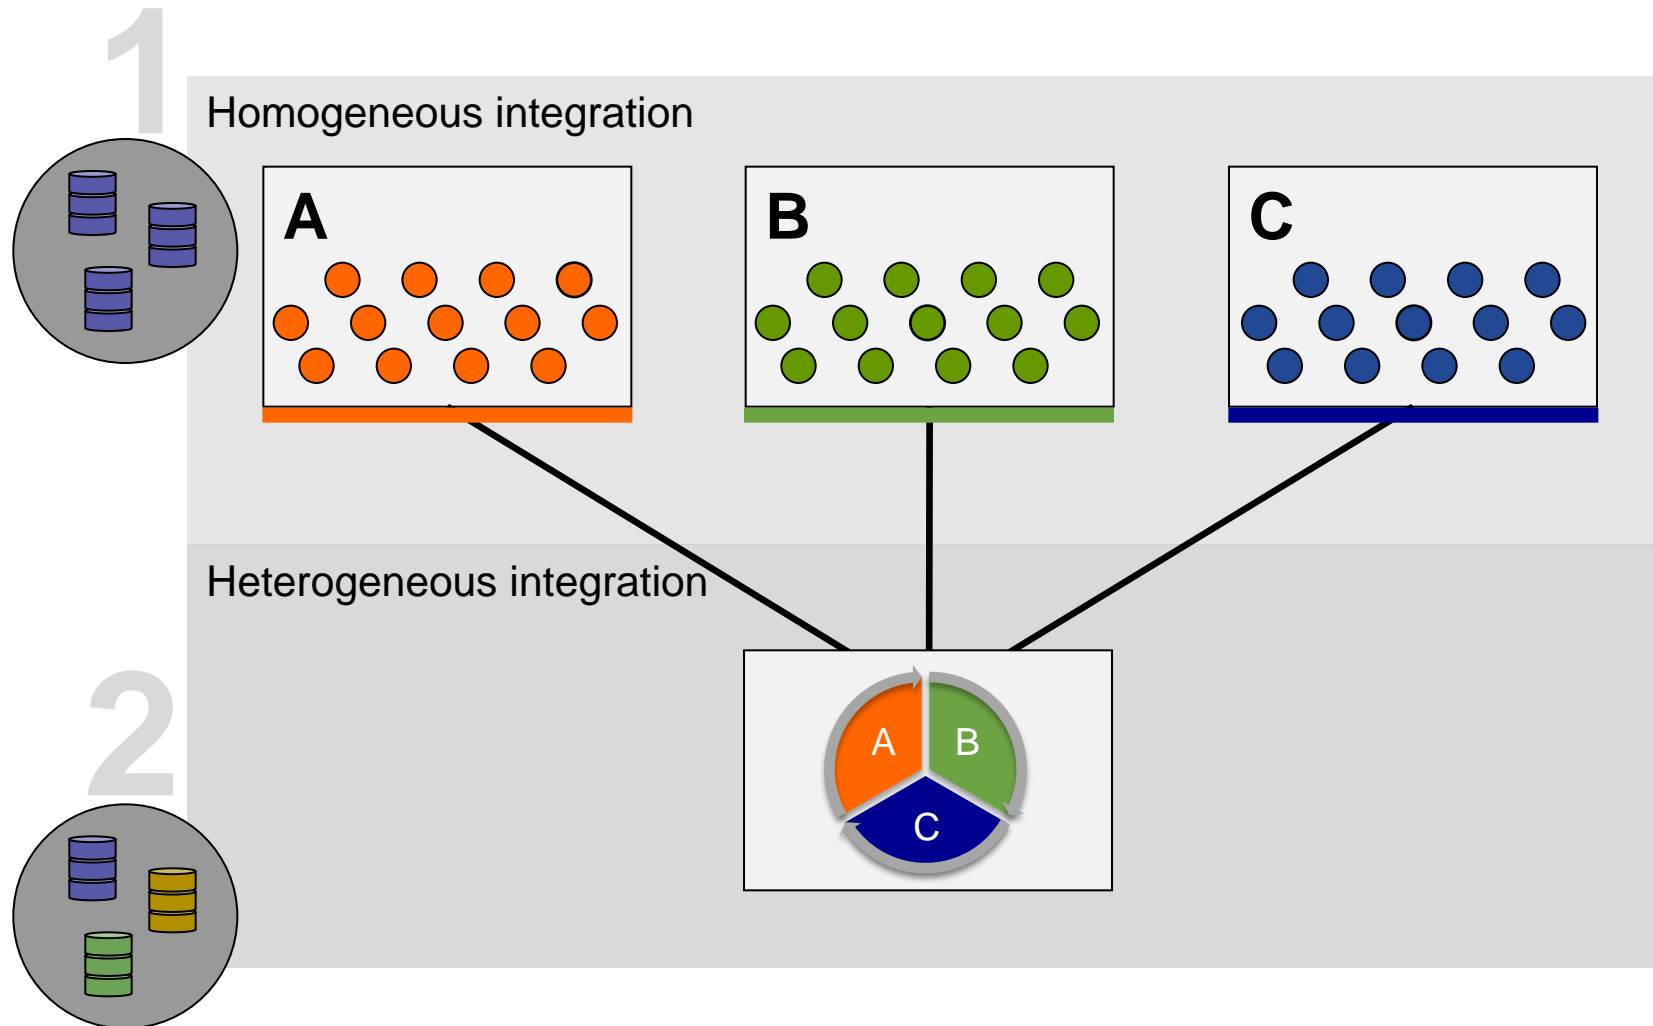 1
Homogeneous integration
A
B
C
Heterogeneous integration
2
A
B
C